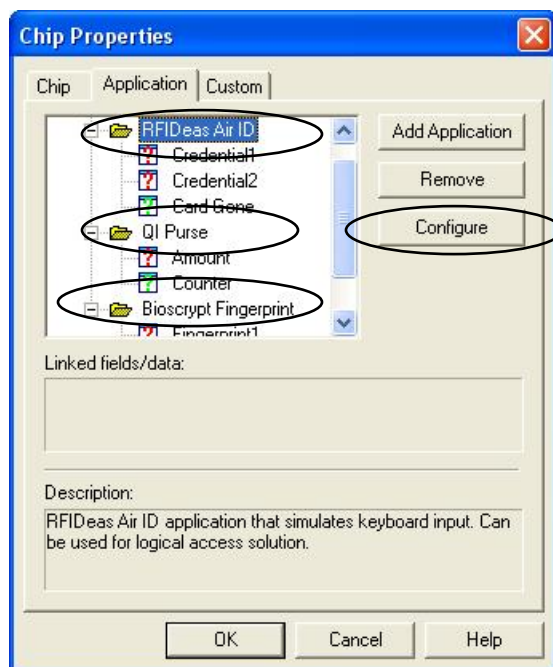 Chip Properties
Chip Application Custom
RFIDeas Air ID
Credential1
Credential2
Card Gone
QI Purse
Amount
Counter
Bioscrypt Fingerprint
Fingerprint1
Add Application
Remove
Configure
Linked fields/data:
Description:
RFIDeas Air ID application that simulates keyboard input. Can
be used for logical access solution.
OK Cancel Help